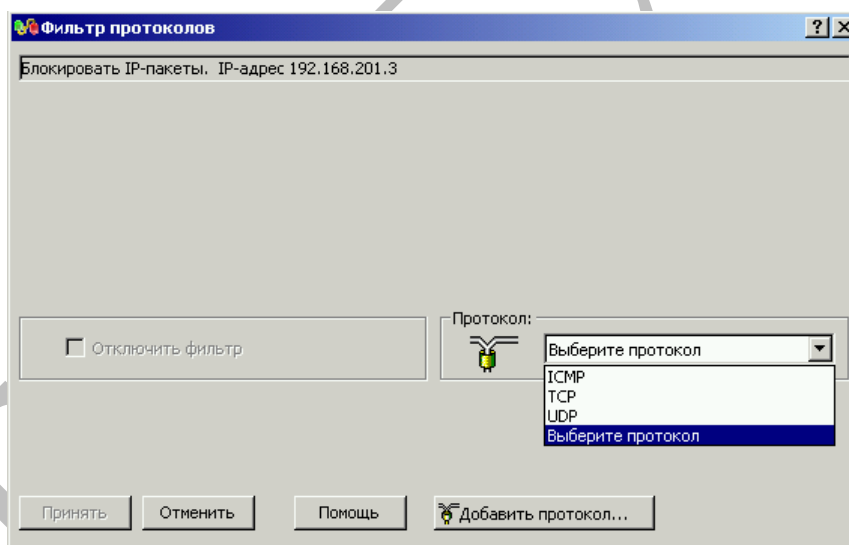 Фильтр протоколов
Блокировать IP-пакеты. IP-адрес 192.168.201.3
Отключить фильтр
Протокол:
Выберите протокол
ICMP
TCP
UDP
Выберите протокол
Принять
Отменить
Помощь
Добавить протокол...